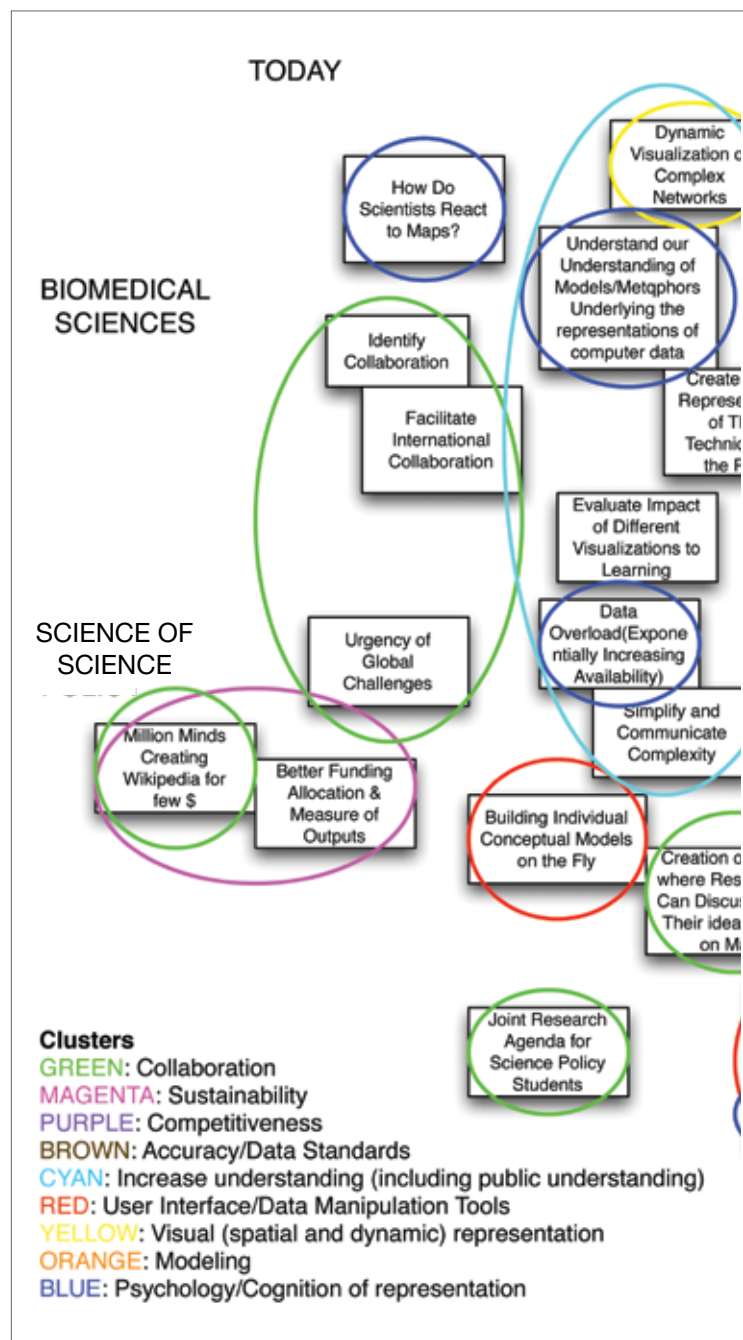 TODAY
Dynamic
Visualization
Complex
Networks
How Do
Scientists React
to Maps?
Understand our
Understanding of
Models/Metqphors
Underlying the
representations of
computer data
BIOMEDICAL
SCIENCES
Identify
Collaboration
Create
of
the
Facilitate
International
Collaboration
Evaluate Impact
of Different
Visualizations to
Learning
Data
Overload(Expone
ntially Increasing
Availability)
SCIENCE OF
SCIENCE
Urgency of
Global
Challenges
Simplify and
Communicate
Complexity
Million Minds
Creating
Wikipedia for
few $
Better Funding
Allocation &
Measure of
Outputs
Building Individual
Conceptual Models
on the Fly
Creation
where
Can
Their
on
Joint Research
Agenda for
Science Policy
Students
Clusters
GREEN: Collaboration
MAGENTA: Sustainability
PURPLE: Competitiveness
BROWN: Accuracy/Data Standards
CYAN: Increase understanding (including public understanding)
RED: User Interface/Data Manipulation Tools
YELLOW: Visual (spatial and dynamic) representation
ORANGE: Modeling
BLUE: Psychology/Cognition of representation